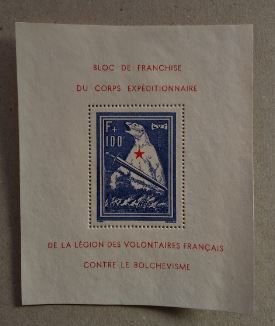 BLOC DE FRANCHISE
DU CORPS EXPÉDITIONNAIRE
F+
100
DE LA LÉGION DES VOLONTAIRES FRANÇAIS
CONTRE LE BOLCHEVISME